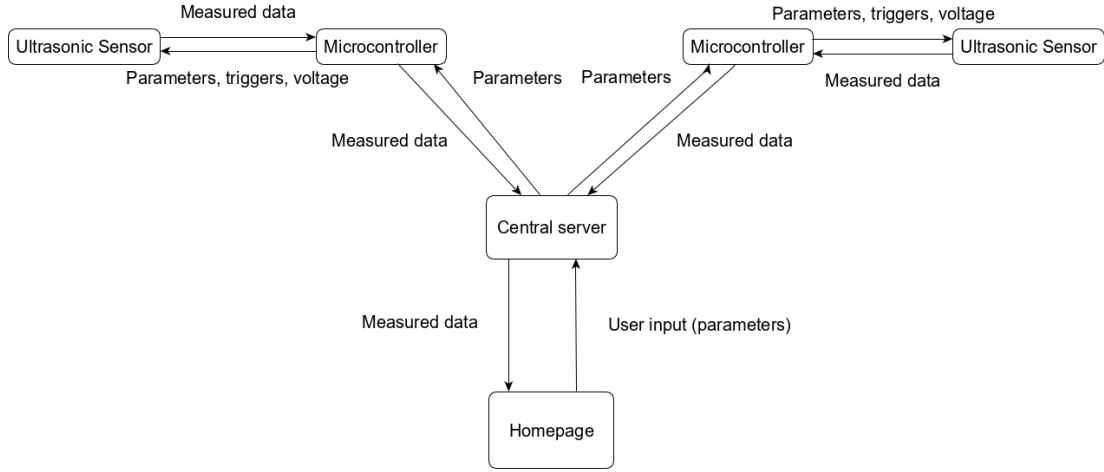 Measured data
Parameters, triggers, voltage
Ultrasonic Sensor
Microcontroller
Microcontroller
Ultrasonic Sensor
Parameters, triggers, voltage
Parameters
Parameters
Measured data
Measured data
Measured data
Central server
Measured data
User input (parameters)
Homepage